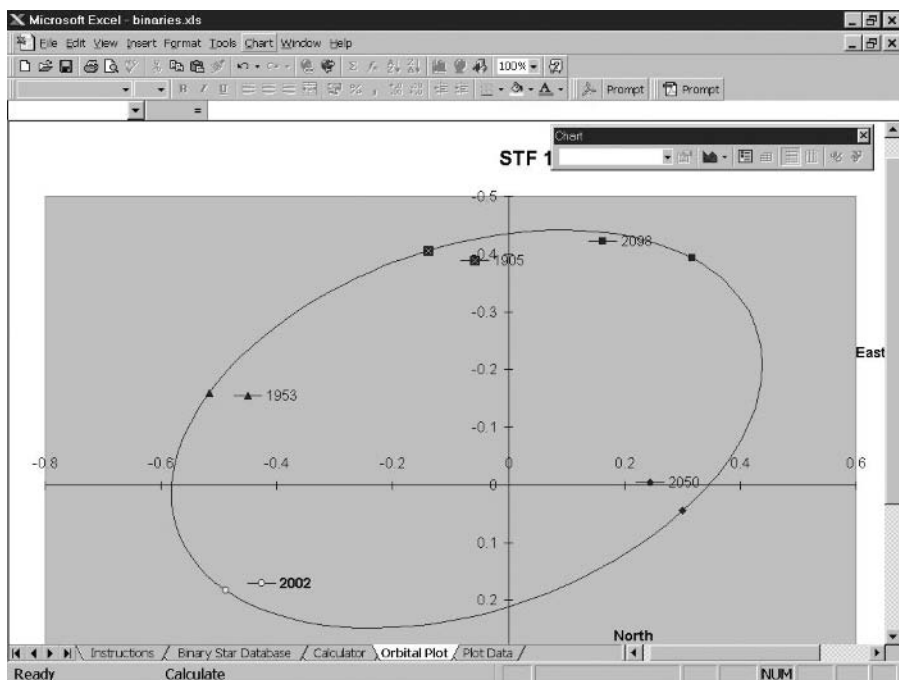 Microsoft Excel - binaries.xls
File Edit View Insert Format Tools Chart Window Help
100%
B I U % , A Prompt Prompt
=
Chart
STF 1
-0.5
2098
-0.4
1905
-0.3
East
-0.2
1953
-0.1
-0.8 -0.6 -0.4 -0.2 0 0.2 0.4 0.6
0
2050
0.1
2002
0.2
North
Instructions Binary Star Database Calculator Orbital Plot Plot Data
Ready Calculate NUM